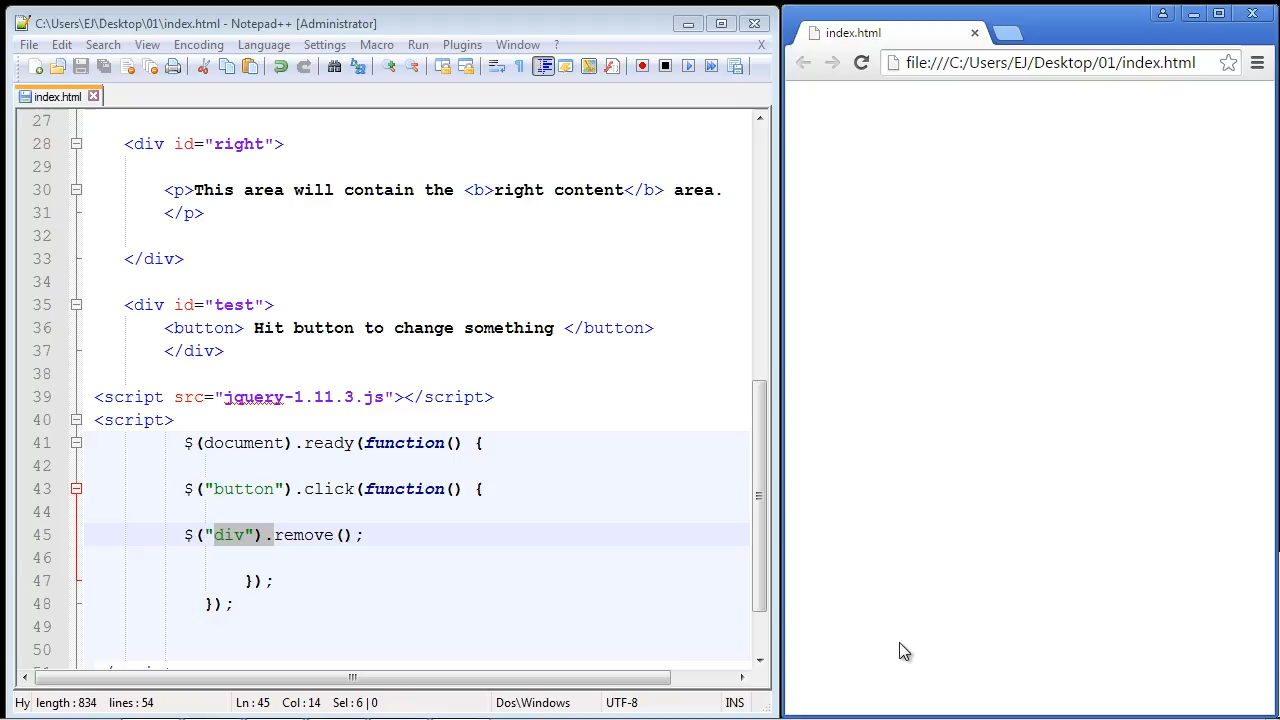 C:\Users\EJ\Desktop\01\index.html - Notepad++ [Administrator]
File Edit Search View Encoding Language Settings Macro Run Plugins Window ? X
index.html
27
28 <div id="right">
29
30 <p>This area will contain the <b>right content</b> area.
31 </p>
32
33 </div>
34
35 <div id="test">
36 <button> Hit button to change something </button>
37 </div>
38
39 <script src="jquery-1.11.3.js"></script>
40 <script>
41 $(document).ready(function() {
42
43 $("button").click(function() {
44
45 $("div").remove();
46
47 });
48 });
49
50
Hy length : 834 lines : 54 Ln : 45 Col : 14 Sel : 6 | 0 Dos\Windows UTF-8 INS
index.html
file:///C:/Users/EJ/Desktop/01/index.html